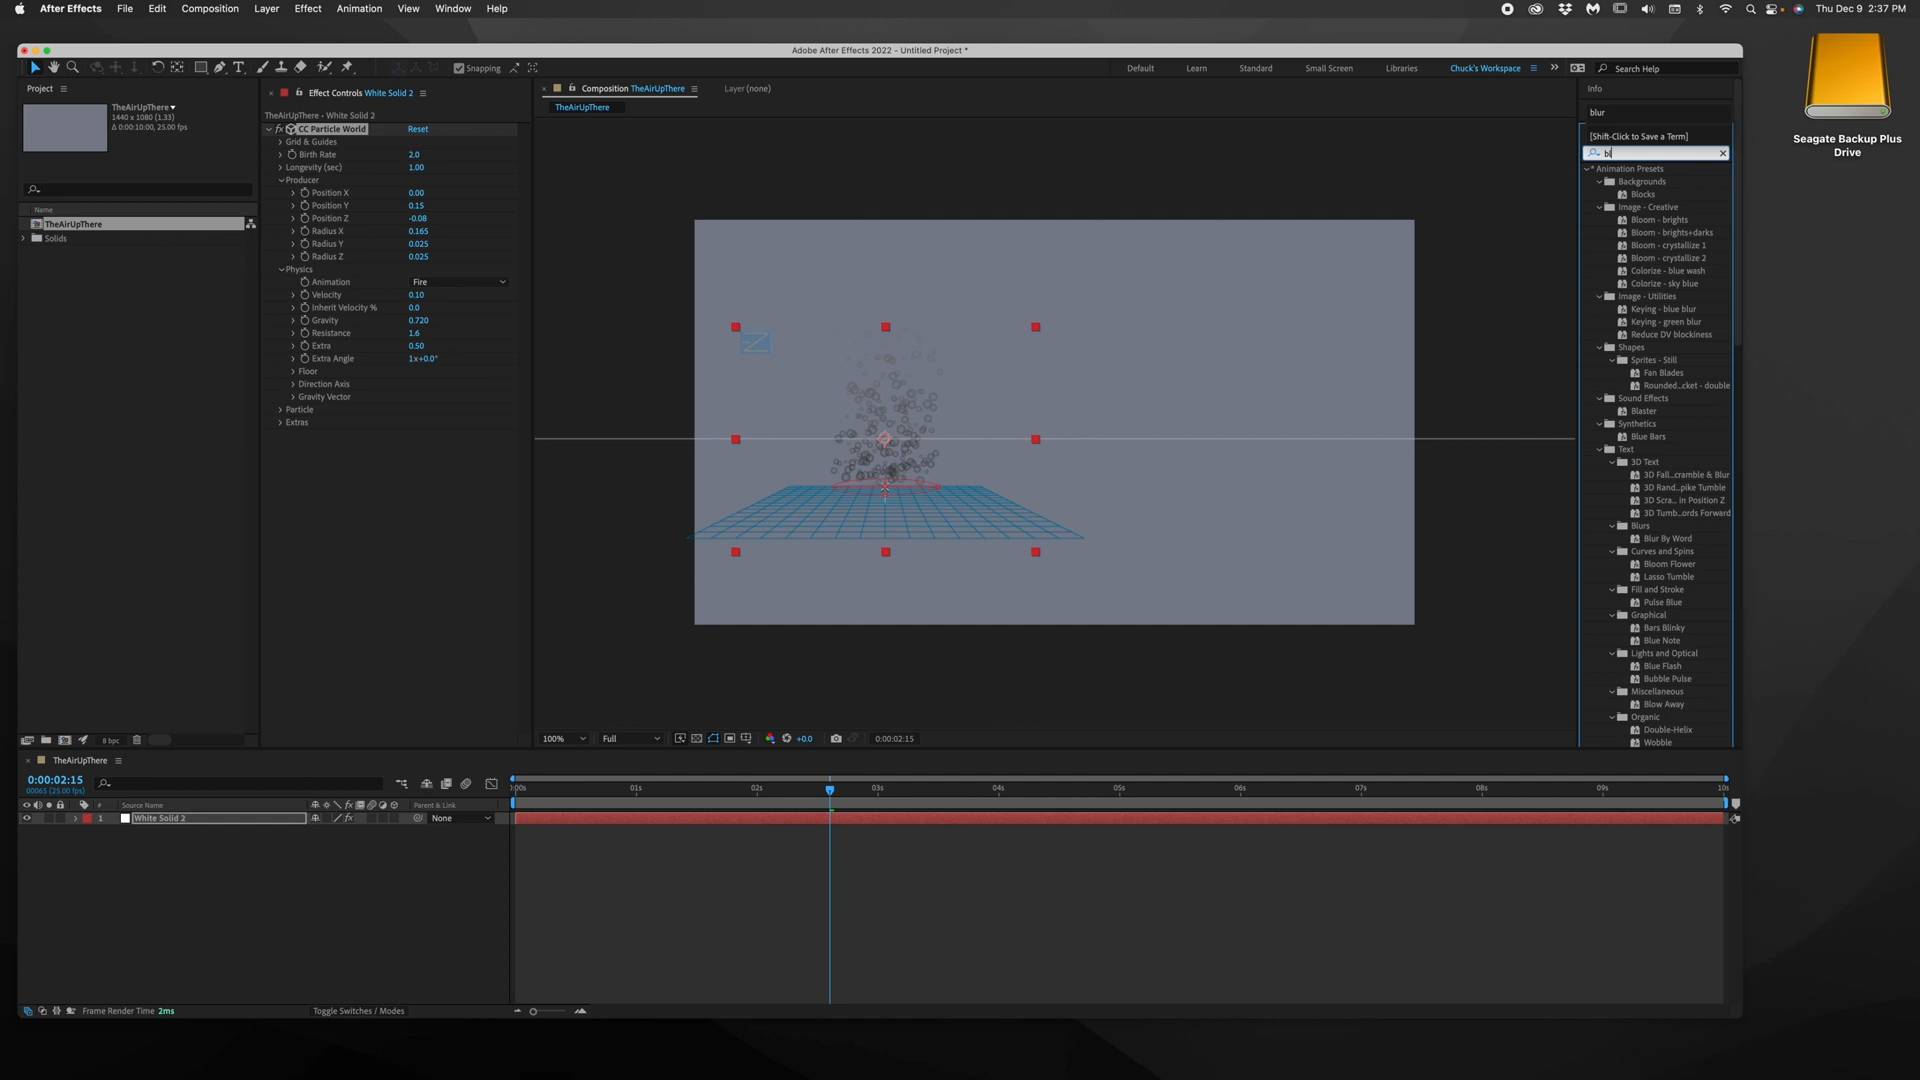 After Effects File Edit Composition Layer Effect Animation View Window Help Thu Dec 9 2:37 PM
Adobe After Effects 2022 - Untitled Project *
Snapping Default Learn Standard Small Screen Libraries Chuck's Workspace Search Help
Project
TheAirUpThere
1440 x 1080 (1.33)
Δ 0:00:10:00, 25.00 fps
Name
TheAirUpThere
Solids
8 bpc
Effect Controls White Solid 2
TheAirUpThere • White Solid 2
fx CC Particle World Reset
Grid & Guides
Birth Rate 2.0
Longevity (sec) 1.00
Producer
Position X 0.00
Position Y 0.15
Position Z -0.08
Radius X 0.165
Radius Y 0.025
Radius Z 0.025
Physics
Animation Fire
Velocity 0.10
Inherit Velocity % 0.0
Gravity 0.720
Resistance 1.6
Extra 0.50
Extra Angle 1x+0.0°
Floor
Direction Axis
Gravity Vector
Particle
Extras
Composition TheAirUpThere Layer (none)
TheAirUpThere
100% Full +0.0 0:00:02:15
Info
blur
[Shift-Click to Save a Term]
bl
* Animation Presets
Backgrounds
Blocks
Image - Creative
Bloom - brights
Bloom - brights+darks
Bloom - crystallize 1
Bloom - crystallize 2
Colorize - blue wash
Colorize - sky blue
Image - Utilities
Keying - blue blur
Keying - green blur
Reduce DV blockiness
Shapes
Sprites - Still
Fan Blades
Rounded...cket - double
Sound Effects
Blaster
Synthetics
Blue Bars
Text
3D Text
3D Fall...cramble & Blur
3D Rand...pike Tumble
3D Scra... in Position Z
3D Tumb...ords Forward
Blurs
Blur By Word
Curves and Spins
Bloom Flower
Lasso Tumble
Fill and Stroke
Pulse Blue
Graphical
Bars Blinky
Blue Note
Lights and Optical
Blue Flash
Bubble Pulse
Miscellaneous
Blow Away
Organic
Double-Helix
Wobble
Seagate Backup Plus
Drive
TheAirUpThere
0:00:02:15
00065 (25.00 fps)
:00s 01s 02s 03s 04s 05s 06s 07s 08s 09s 10s
# Source Name fx Parent & Link
1 White Solid 2 fx None
Frame Render Time 2ms Toggle Switches / Modes